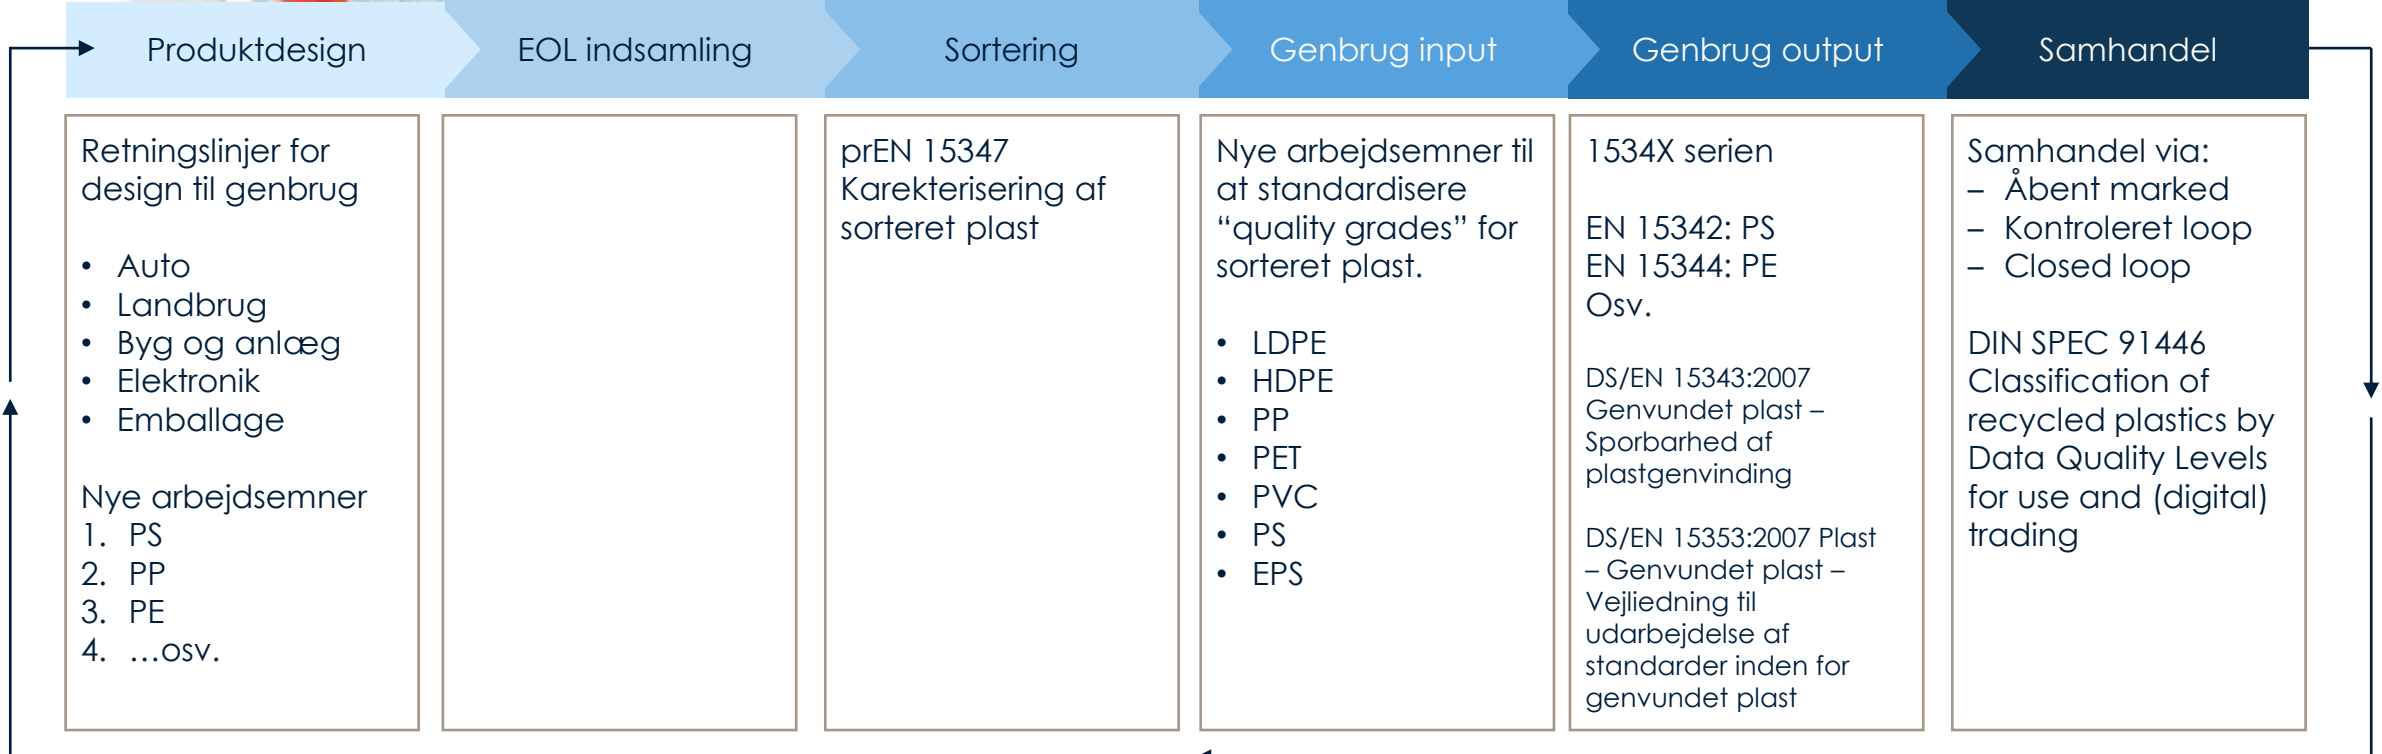 Produktdesign
EOL indsamling
Sortering
Genbrug input
Genbrug output
Samhandel
Retningslinjer for
design til genbrug
• Auto
• Landbrug
• Byg og anlæg
• Elektronik
• Emballage
Nye arbejdsemner
1. PS
2. PP
3. PE
4. …osv.
prEN 15347
Karekterisering af
sorteret plast
Nye arbejdsemner til
at standardisere
“quality grades” for
sorteret plast.
• LDPE
• HDPE
• PP
• PET
• PVC
• PS
• EPS
1534X serien
EN 15342: PS
EN 15344: PE
Osv.
DS/EN 15343:2007
Genvundet plast –
Sporbarhed af
plastgenvinding
DS/EN 15353:2007 Plast
– Genvundet plast –
Vejliedning til
udarbejdelse af
standarder inden for
genvundet plast
Samhandel via:
– Åbent marked
– Kontroleret loop
– Closed loop
DIN SPEC 91446
Classification of
recycled plastics by
Data Quality Levels
for use and (digital)
trading